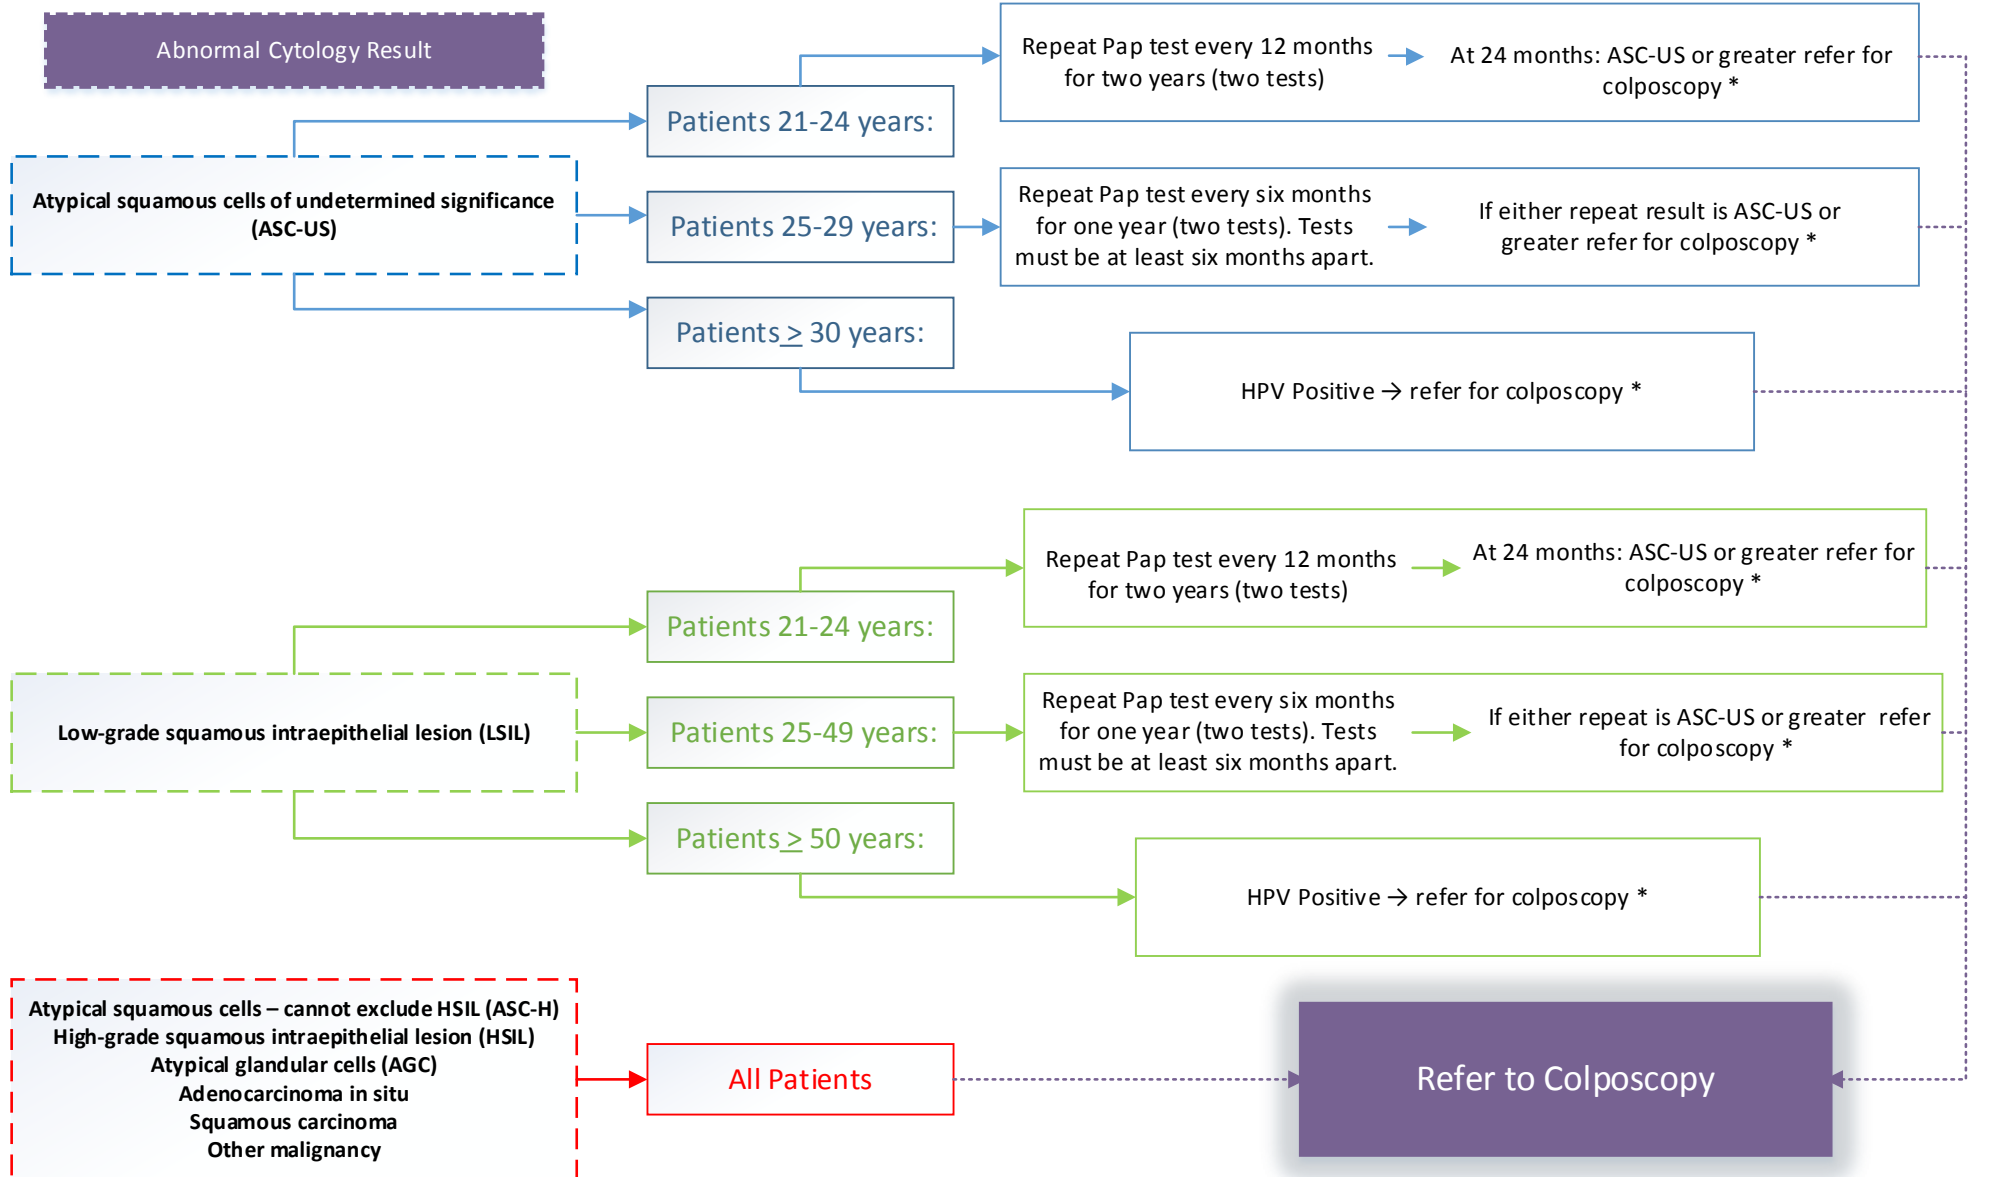 Abnormal Cytology Result
Atypical squamous cells of undetermined significance
(ASC-US)
Patients 21-24 years:
Repeat Pap test every 12 months
for two years (two tests)
At 24 months: ASC-US or greater refer for
colposcopy *
Patients 25-29 years:
Repeat Pap test every six months
for one year (two tests). Tests
must be at least six months apart.
If either repeat result is ASC-US or
greater refer for colposcopy *
Patients ≥ 30 years:
HPV Positive → refer for colposcopy *
Low-grade squamous intraepithelial lesion (LSIL)
Patients 21-24 years:
Repeat Pap test every 12 months
for two years (two tests)
At 24 months: ASC-US or greater refer for
colposcopy *
Patients 25-49 years:
Repeat Pap test every six months
for one year (two tests). Tests
must be at least six months apart.
If either repeat is ASC-US or greater refer
for colposcopy *
Patients ≥ 50 years:
HPV Positive → refer for colposcopy *
Atypical squamous cells – cannot exclude HSIL (ASC-H)
High-grade squamous intraepithelial lesion (HSIL)
Atypical glandular cells (AGC)
Adenocarcinoma in situ
Squamous carcinoma
Other malignancy
All Patients
Refer to Colposcopy